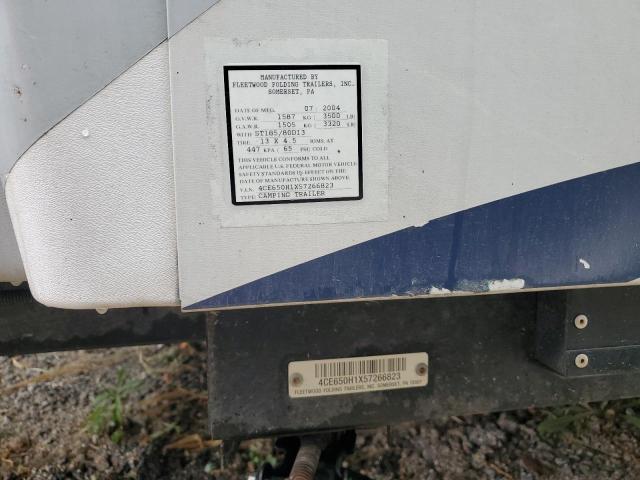 MANUFACTURED BY
FLEETWOOD FOLDING TRAILERS, INC.
SOMERSET, PA
DATE OF MFG. 07 2004
G.V.W.R. 1587 KG 3500 LB
G.A.W.R. 1505 KG 3320 LB
WITH ST185/80D13
TIRE, 13 X 4.5 RIMS, AT
447 KPA 65 PSI COLD
THIS VEHICLE CONFORMS TO ALL
APPLICABLE U.S. FEDERAL MOTOR VEHICLE
SAFETY STANDARDS IN EFFECT ON THE
DATE OF MANUFACTURE SHOWN ABOVE.
V.I.N. 4CE650H1X57266823
TYPE: CAMPING TRAILER
4CE650H1X57266823
FLEETWOOD FOLDING TRAILERS, INC. SOMERSET, PA